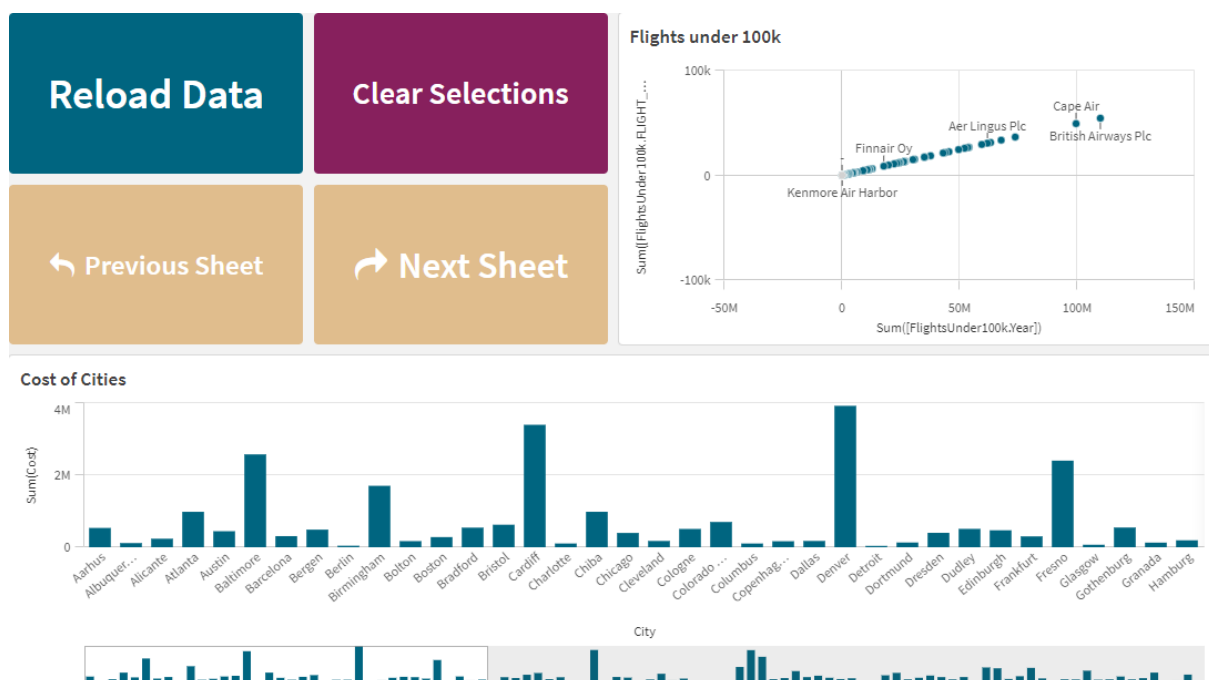 Reload Data
Clear Selections
Previous Sheet
Next Sheet
Flights under 100k
Sum([FlightsUnder100k.FLIGHT_...
100k
0
-100k
Cape Air
British Airways Plc
Aer Lingus Plc
Finnair Oy
Kenmore Air Harbor
-50M
0
50M
100M
150M
Sum([FlightsUnder100k.Year])
Cost of Cities
Sum(Cost)
4M
2M
0
Aarhus
Albuquer...
Alicante
Atlanta
Austin
Baltimore
Barcelona
Bergen
Berlin
Birmingham
Bolton
Boston
Bradford
Bristol
Cardiff
Charlotte
Chiba
Chicago
Cleveland
Cologne
Colorado ...
Columbus
Copenhag...
Dallas
Denver
Detroit
Dortmund
Dresden
Dudley
Edinburgh
Frankfurt
Fresno
Glasgow
Gothenburg
Granada
Hamburg
City